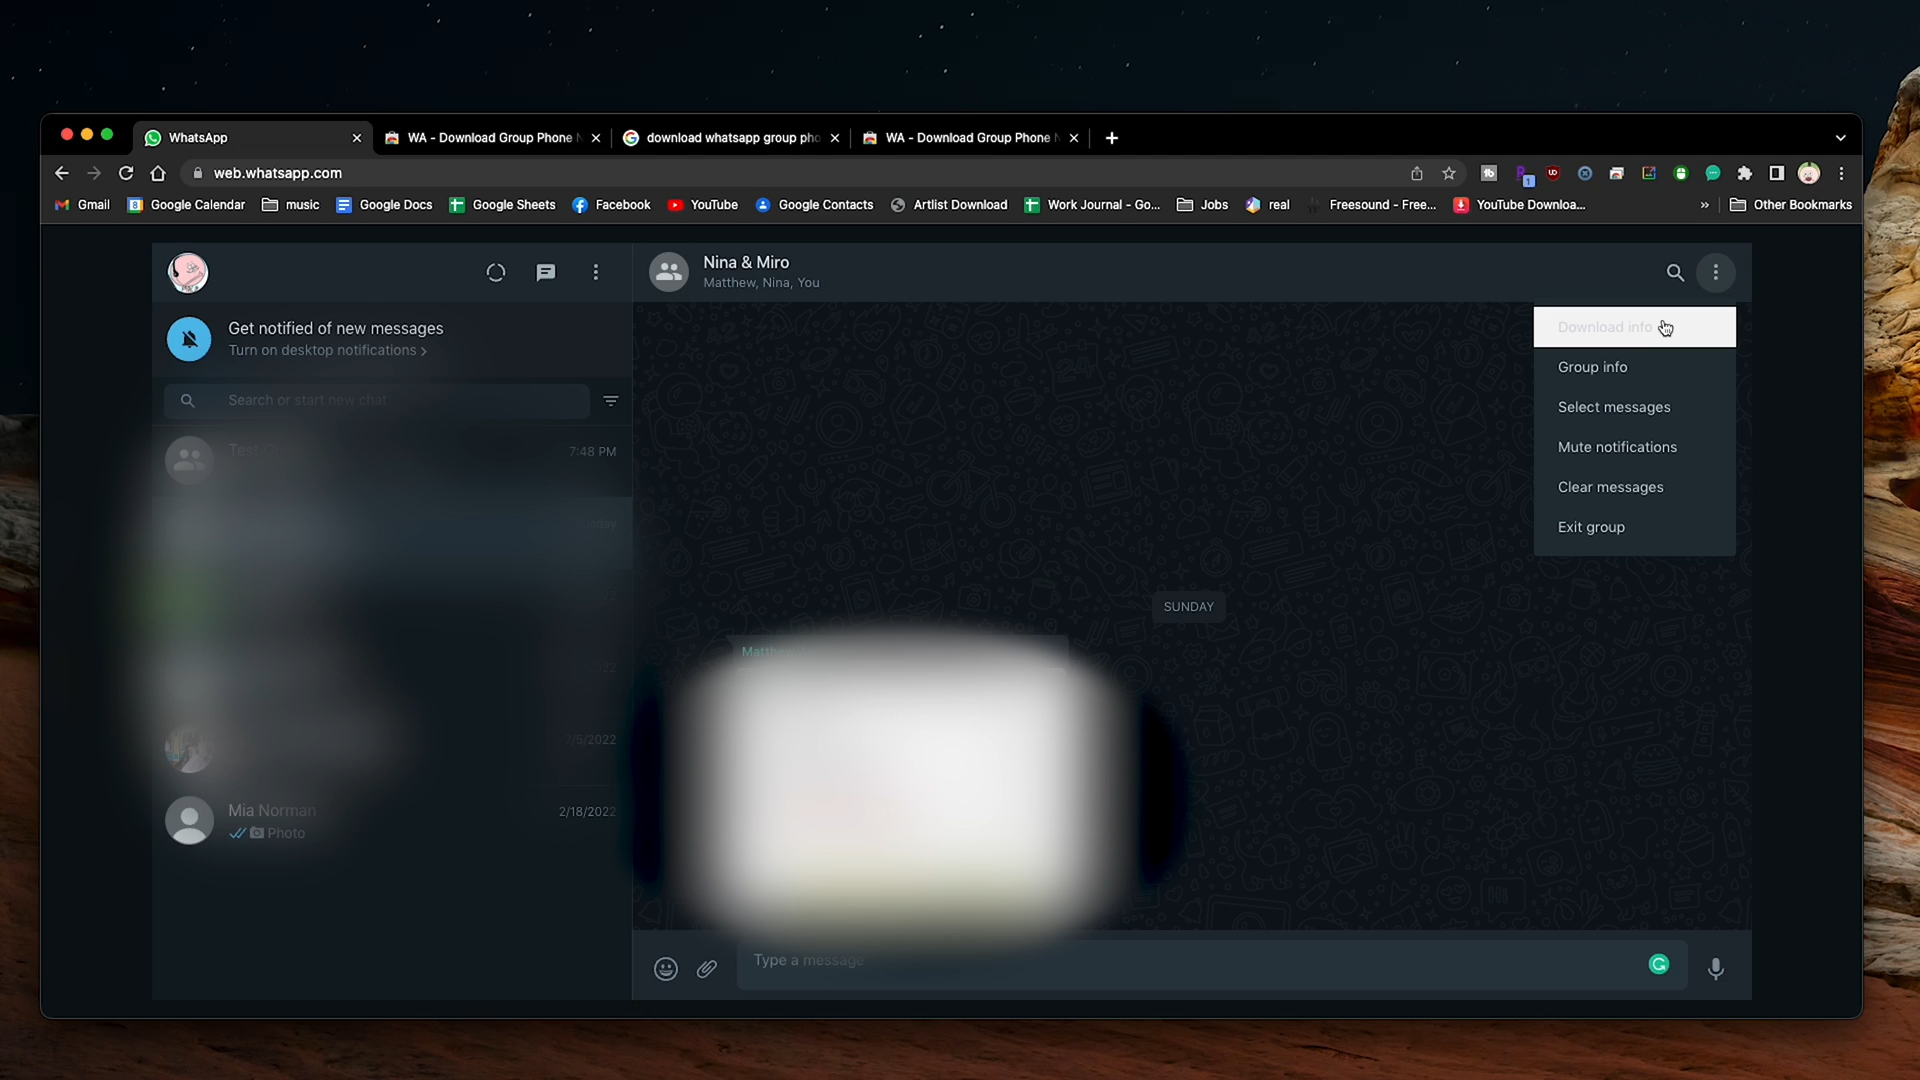 WhatsApp
WA - Download Group Phone N
download whatsapp group pho
WA - Download Group Phone N
web.whatsapp.com
1
Gmail
8 Google Calendar
music
Google Docs
Google Sheets
Facebook
YouTube
Google Contacts
Artlist Download
Work Journal - Go...
Jobs
real
Freesound - Free...
YouTube Downloa...
»
Other Bookmarks
Nina & Miro
Matthew, Nina, You
Get notified of new messages
Turn on desktop notifications >
Search or start new chat
Test
7:48 PM
7/5/2022
Mia Norman
2/18/2022
Photo
Download info
Group info
Select messages
Mute notifications
Clear messages
Exit group
SUNDAY
Matthew
Type a message